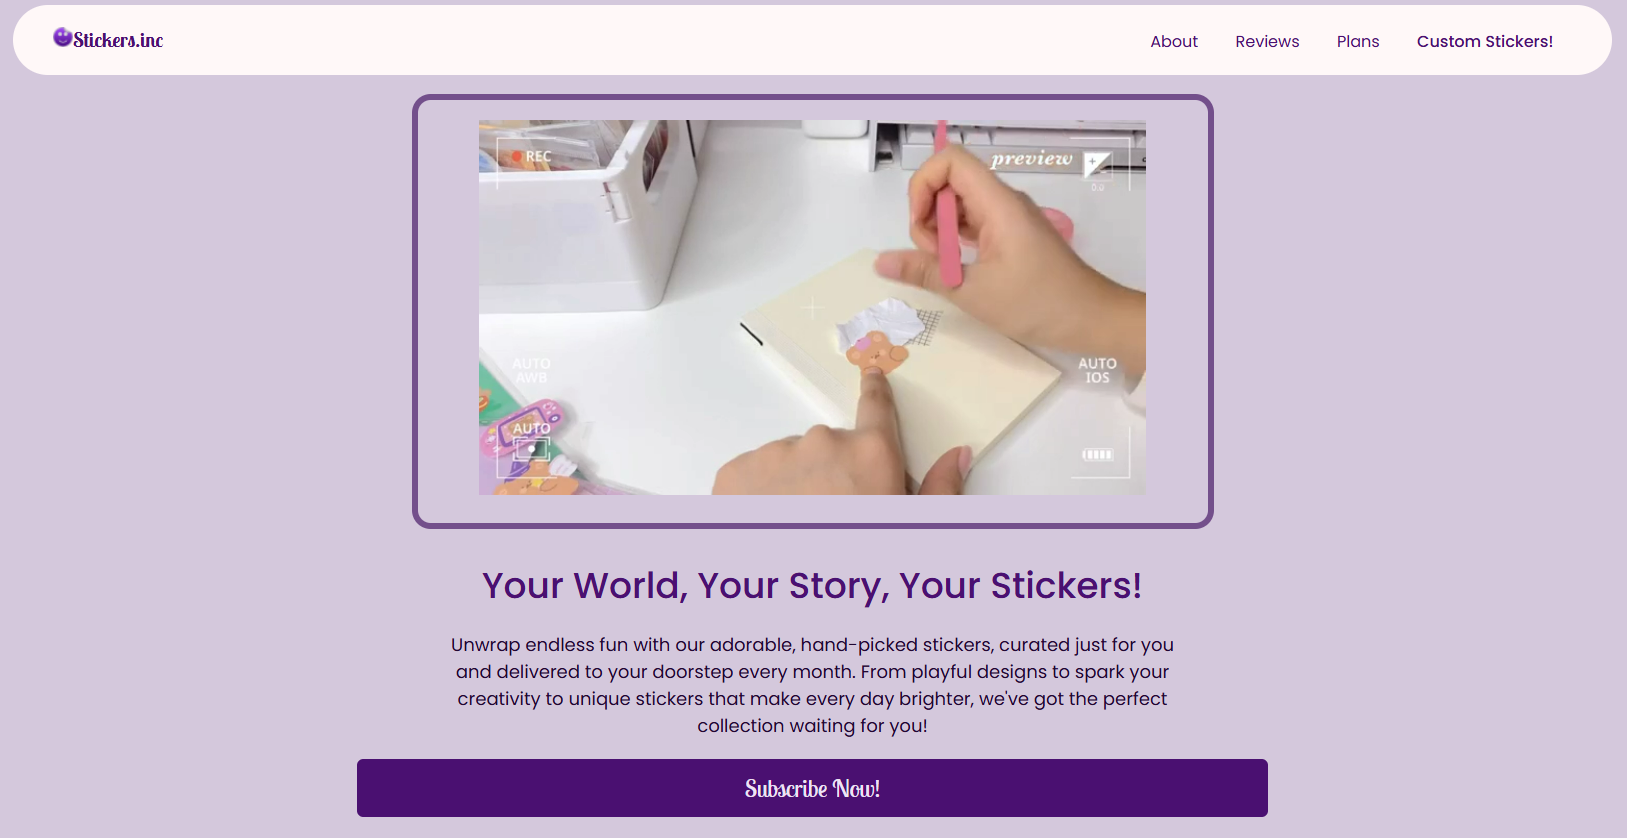 Stickers.inc
About Reviews Plans Custom Stickers!
REC
preview
0.0
AUTO
AWB
AUTO
IOS
AUTO
Your World, Your Story, Your Stickers!
Unwrap endless fun with our adorable, hand-picked stickers, curated just for you
and delivered to your doorstep every month. From playful designs to spark your
creativity to unique stickers that make every day brighter, we've got the perfect
collection waiting for you!
Subscribe Now!